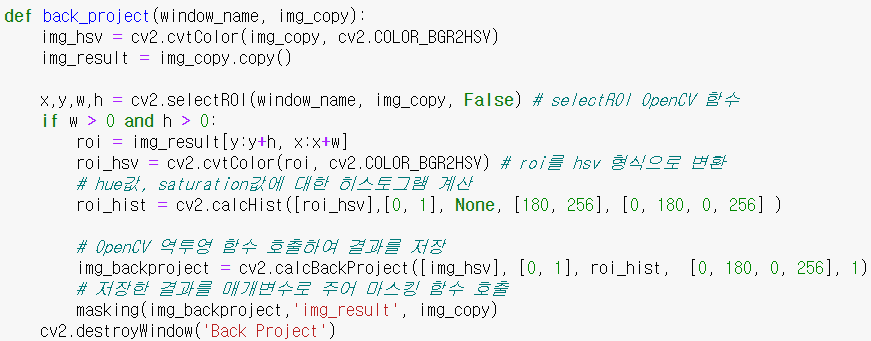 def back_project(window_name, img_copy):
    img_hsv = cv2.cvtColor(img_copy, cv2.COLOR_BGR2HSV)
    img_result = img_copy.copy()

    x,y,w,h = cv2.selectROI(window_name, img_copy, False) # selectROI OpenCV 함수
    if w > 0 and h > 0:
        roi = img_result[y:y+h, x:x+w]
        roi_hsv = cv2.cvtColor(roi, cv2.COLOR_BGR2HSV) # roi를 hsv 형식으로 변환
        # hue값, saturation값에 대한 히스토그램 계산
        roi_hist = cv2.calcHist([roi_hsv],[0, 1], None, [180, 256], [0, 180, 0, 256] )

        # OpenCV 역투영 함수 호출하여 결과를 저장
        img_backproject = cv2.calcBackProject([img_hsv], [0, 1], roi_hist,  [0, 180, 0, 256], 1)
        # 저장한 결과를 매개변수로 주어 마스킹 함수 호출
        masking(img_backproject,'img_result', img_copy)
    cv2.destroyWindow('Back Project')